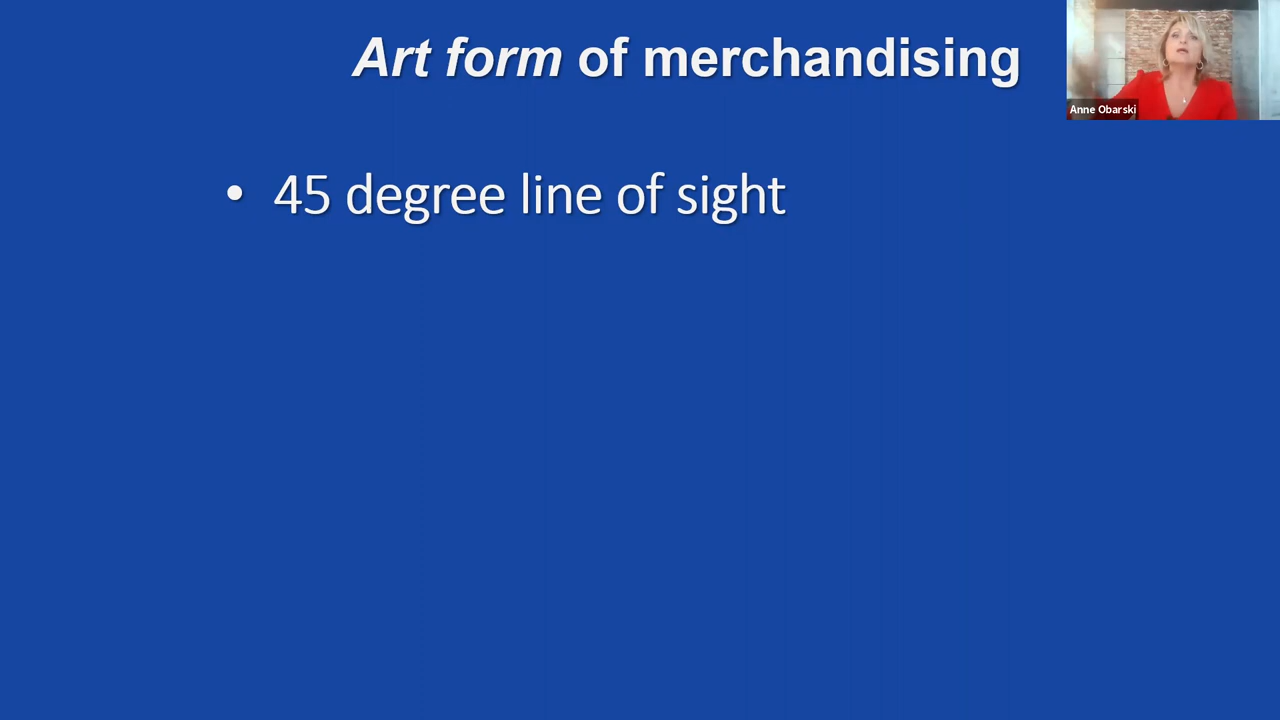 Art form of merchandising
Anne Obarski
• 45 degree line of sight